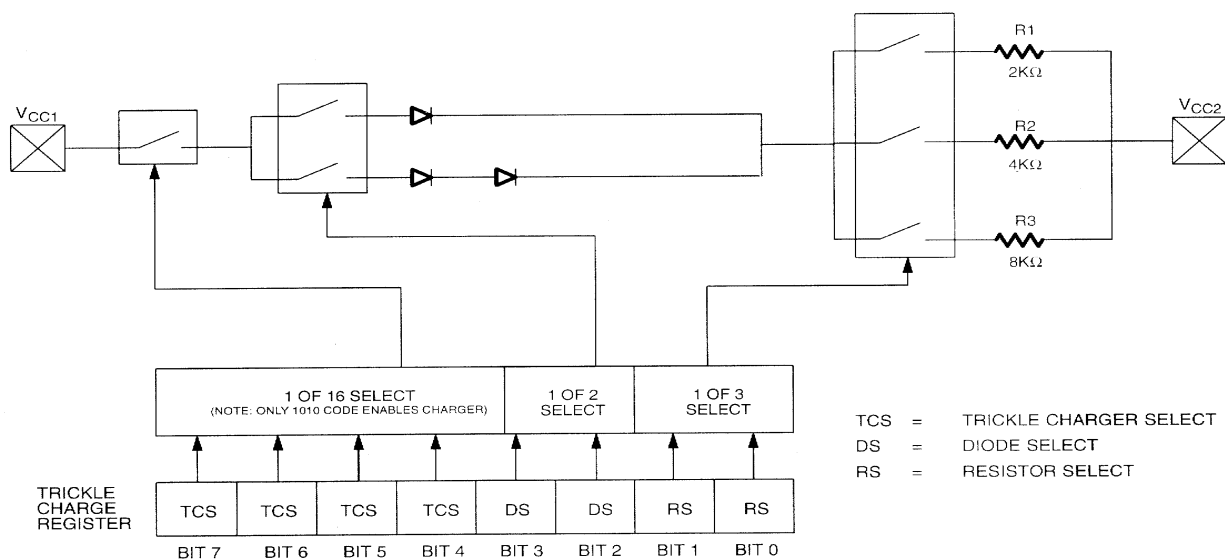 VCC1
R1
2KΩ
R2
4KΩ
R3
8KΩ
VCC2
1 OF 16 SELECT
(NOTE: ONLY 1010 CODE ENABLES CHARGER)
1 OF 2
SELECT
1 OF 3
SELECT
TCS = TRICKLE CHARGER SELECT
DS = DIODE SELECT
RS = RESISTOR SELECT
TRICKLE
CHARGE
REGISTER
TCS TCS TCS TCS DS DS RS RS
BIT 7 BIT 6 BIT 5 BIT 4 BIT 3 BIT 2 BIT 1 BIT 0